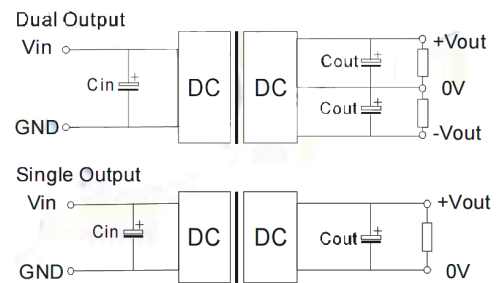 Dual Output
Vin
+Vout
Cin
+
DC
DC
Cout
+
0V
Cout
+
GND
-Vout
Single Output
Vin
+Vout
Cin
+
DC
DC
Cout
+
GND
0V